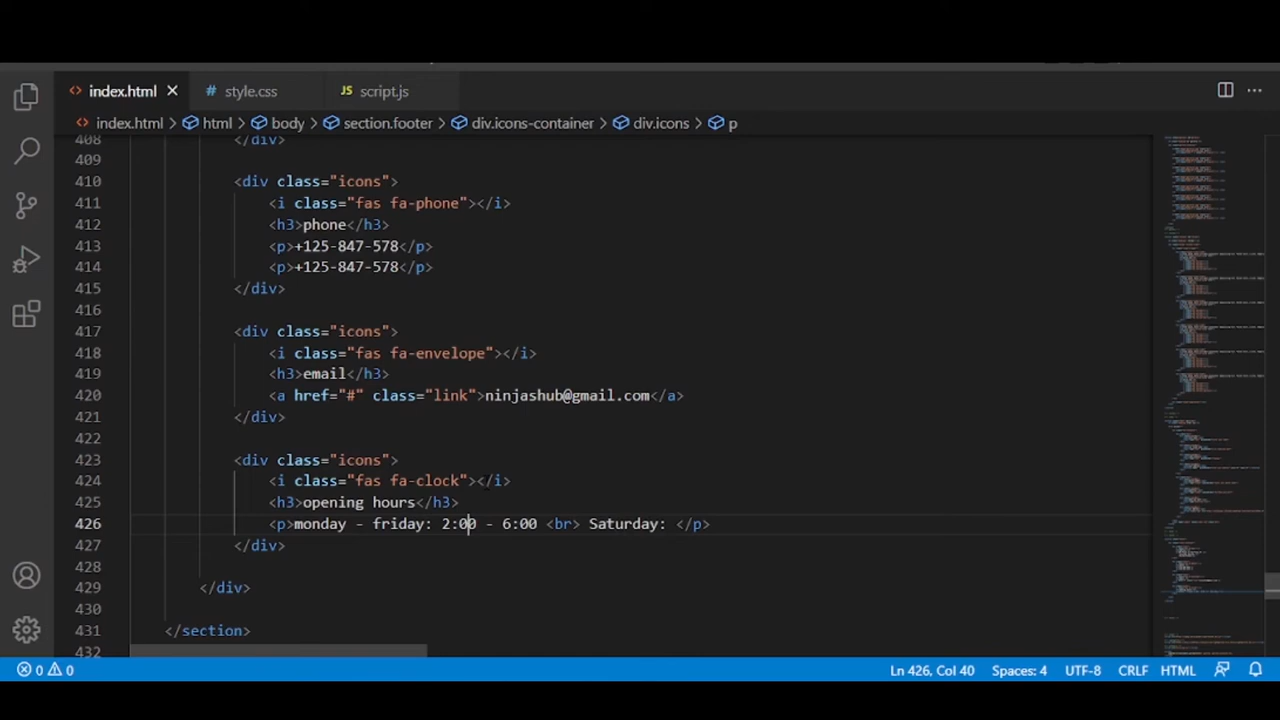 index.html
style.css
JS script.js
index.html > html > body > section.footer > div.icons-container > div.icons > p
408 </div>
409
410 <div class="icons">
411 <i class="fas fa-phone"></i>
412 <h3>phone</h3>
413 <p>+125-847-578</p>
414 <p>+125-847-578</p>
415 </div>
416
417 <div class="icons">
418 <i class="fas fa-envelope"></i>
419 <h3>email</h3>
420 <a href="#" class="link">ninjashub@gmail.com</a>
421 </div>
422
423 <div class="icons">
424 <i class="fas fa-clock"></i>
425 <h3>opening hours</h3>
426 <p>monday - friday: 2:00 - 6:00 <br> Saturday: </p>
427 </div>
428
429 </div>
430
431 </section>
432
0 0 Ln 426, Col 40 Spaces: 4 UTF-8 CRLF HTML